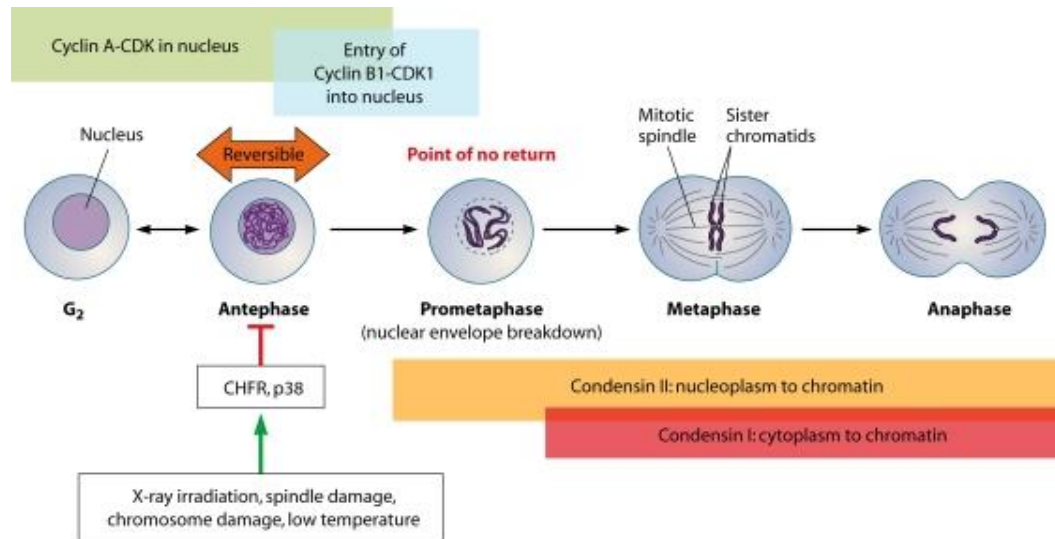 Cyclin A-CDK in nucleus
Entry of
Cyclin B1-CDK1
into nucleus
Nucleus
Reversible
Point of no return
Mitotic
spindle
Sister
chromatids
G2
Antephase
Prometaphase
(nuclear envelope breakdown)
Metaphase
Anaphase
CHFR, p38
Condensin II: nucleoplasm to chromatin
Condensin I: cytoplasm to chromatin
X-ray irradiation, spindle damage,
chromosome damage, low temperature